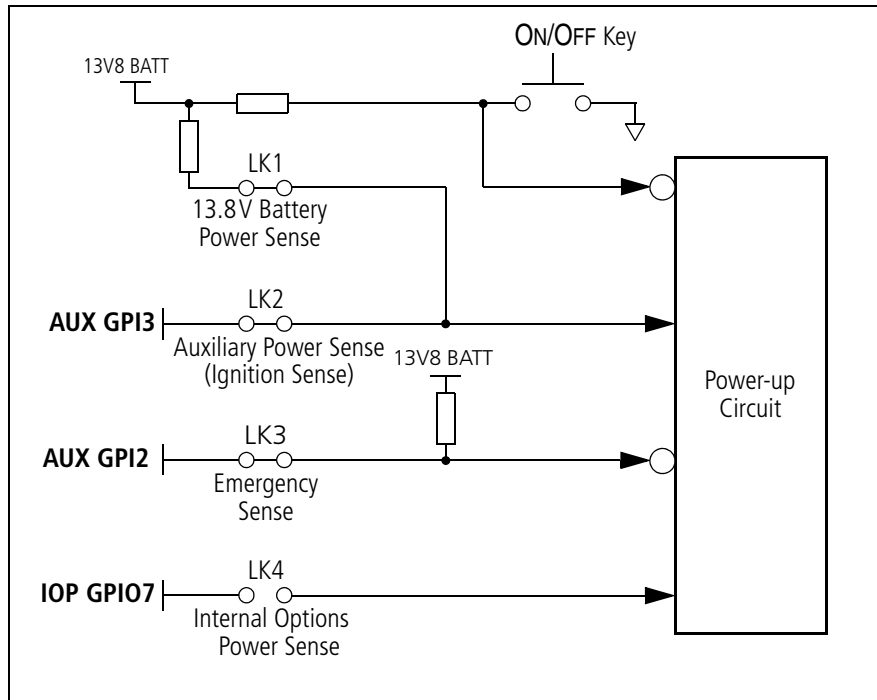 ON/OFF Key
13V8 BATT
LK1
13.8V Battery
Power Sense
LK2
AUX GPI3
Auxiliary Power Sense
(Ignition Sense)
13V8 BATT
Power-up
Circuit
LK3
AUX GPI2
Emergency
Sense
LK4
IOP GPIO7
Internal Options
Power Sense